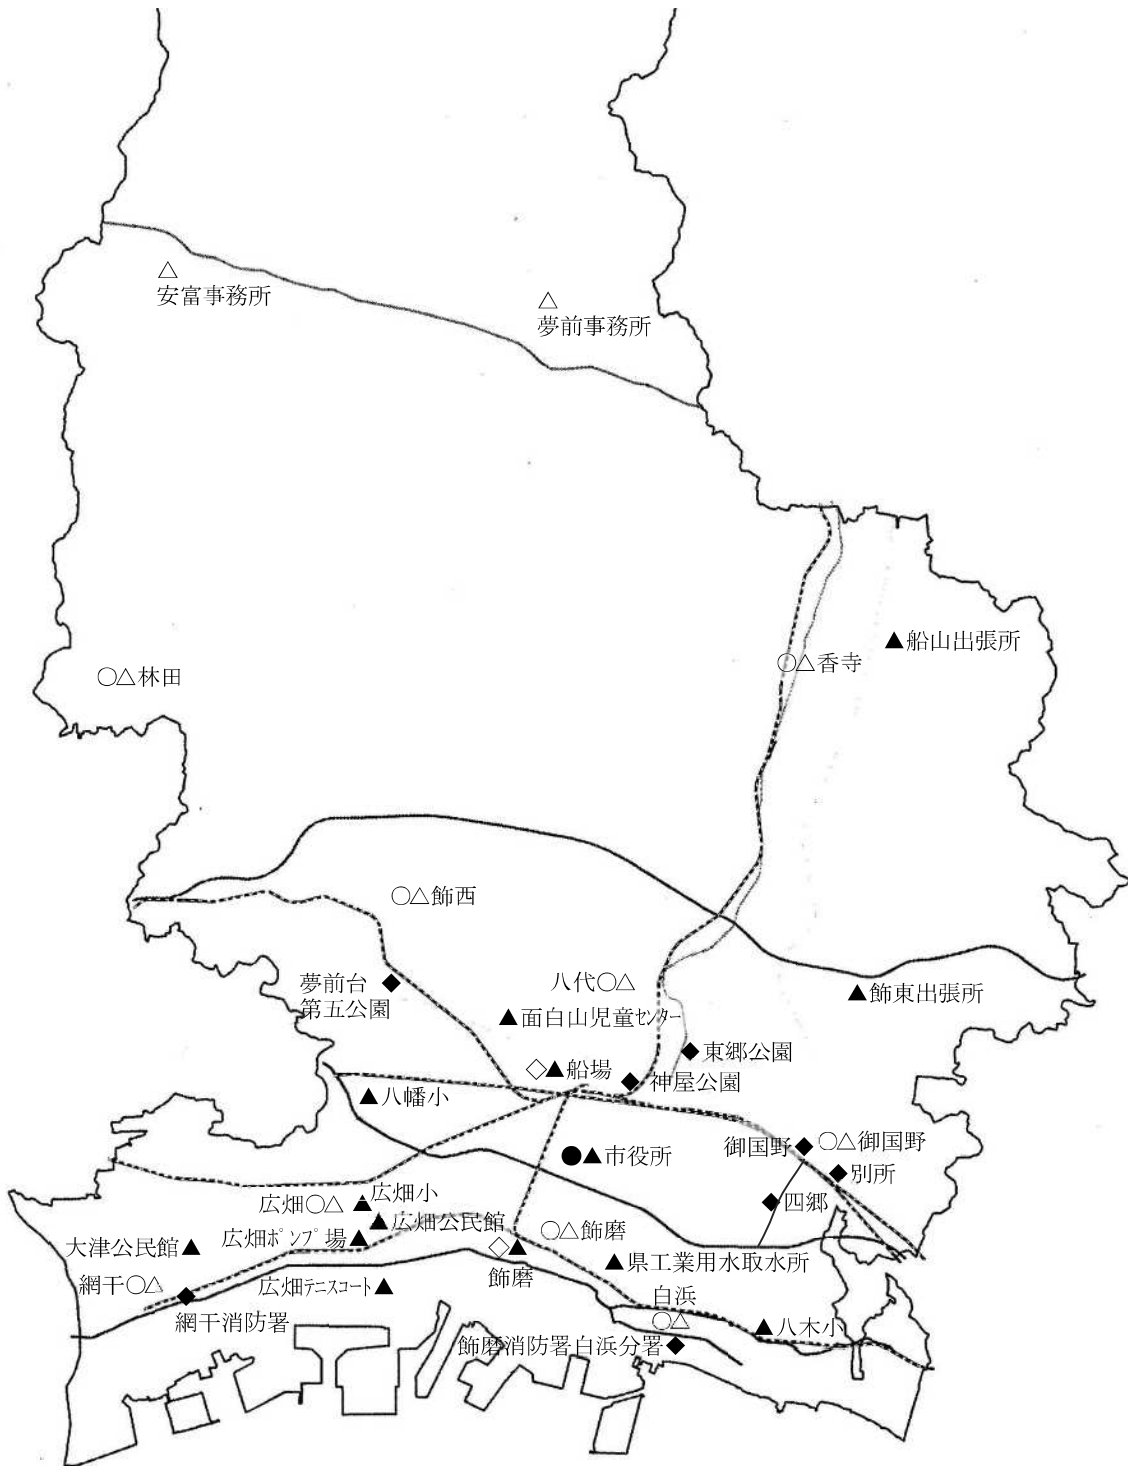 △
安富事務所
△
夢前事務所
▲船山出張所
○△香寺
○△林田
○△飾西
夢前台◆
第五公園
八代○△
▲飾東出張所
▲面白山児童センター
◆東郷公園
◇▲船場
◆神屋公園
▲八幡小
御国野◆
○△御国野
●▲市役所
◆別所
広畑○△
▲広畑小
◆四郷
▲広畑公民館
広畑ポンプ場▲
○△飾磨
大津公民館▲
◇▲
飾磨
▲県工業用水取水所
網干○△
広畑テニスコート▲
◆
網干消防署
白浜
○△
▲八木小
飾磨消防署白浜分署◆